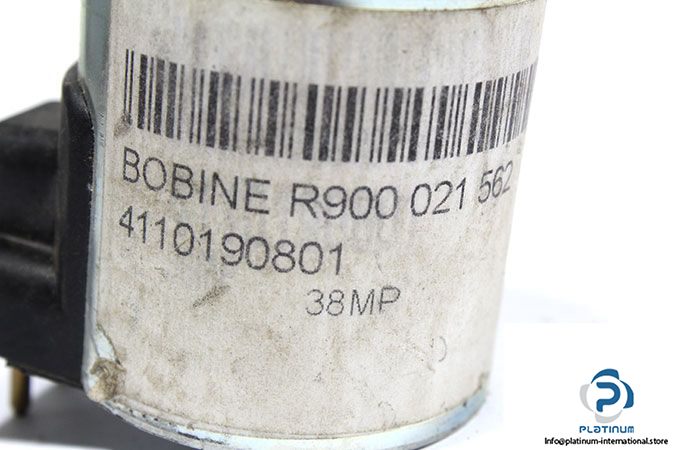 BOBINE R900 021 562
4110190801
38MP
PLATINUM
Info@platinum-international.store